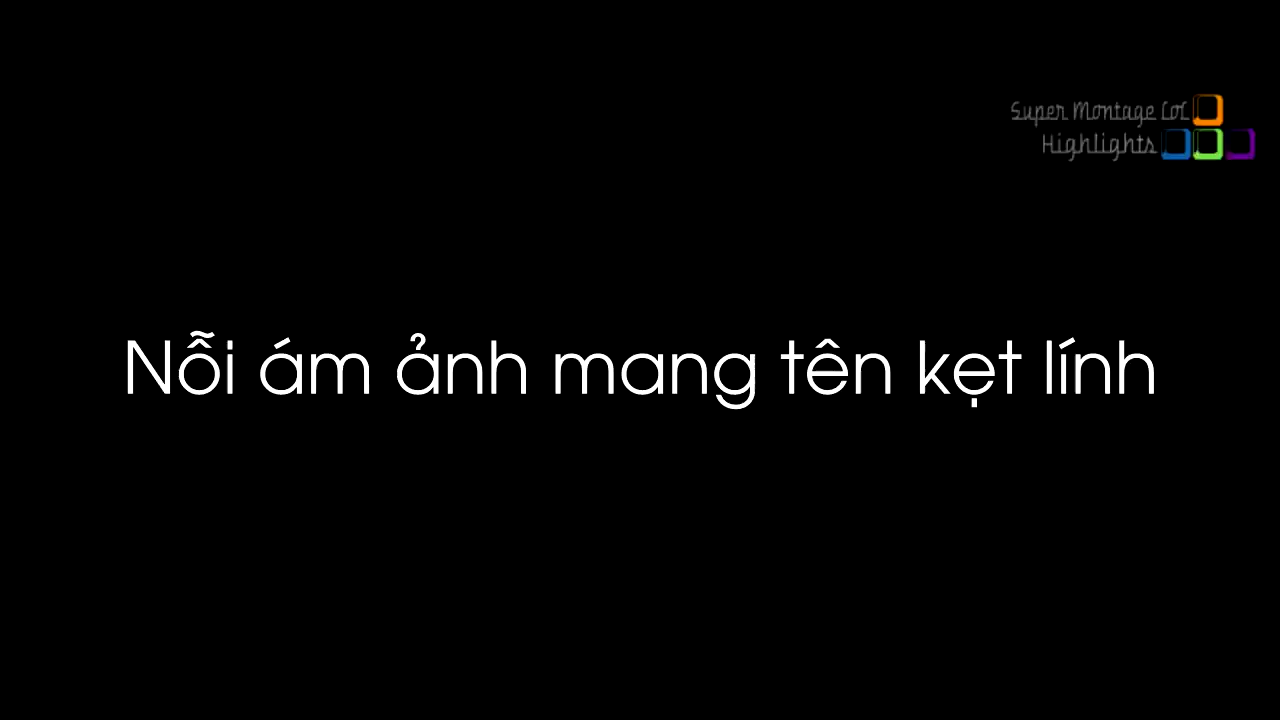 Super Montage LoL
Highlights
Nỗi ám ảnh mang tên kẹt lính